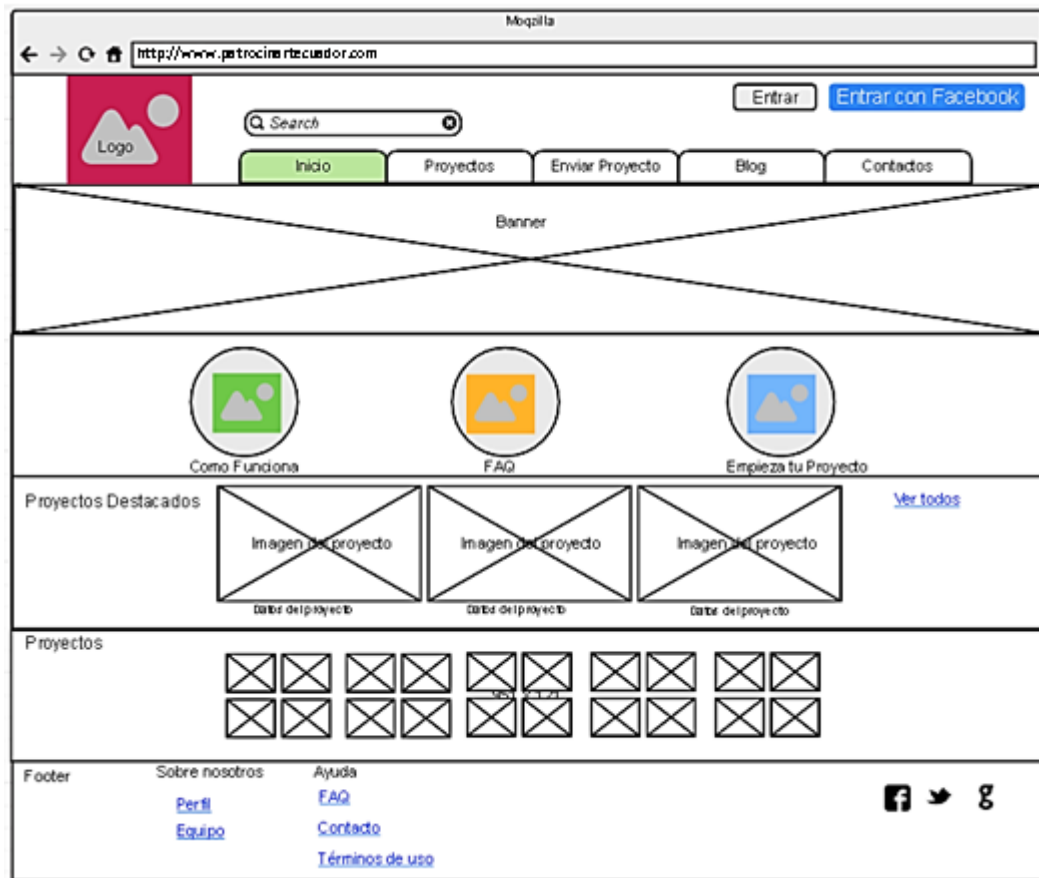 Moqzilla
http://www.patrocinartecuador.com
Entrar
Entrar con Facebook
Search
Logo
Inicio
Proyectos
Enviar Proyecto
Blog
Contactos
Banner
Como Funciona
FAQ
Empieza tu Proyecto
Proyectos Destacados
Ver todos
Imagen del proyecto
Imagen del proyecto
Imagen del proyecto
Datos del proyecto
Datos del proyecto
Datos del proyecto
Proyectos
Footer
Sobre nosotros
Ayuda
Perfil
FAQ
Equipo
Contacto
Términos de uso